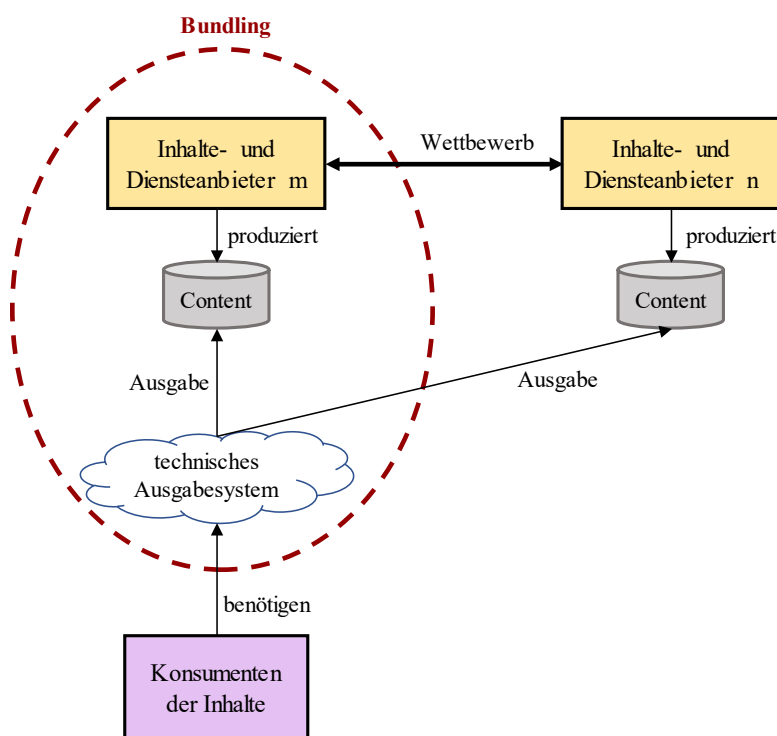 Bundling
Inhalte- und
Diensteanbieter m
Wettbewerb
Inhalte- und
Diensteanbieter n
produziert
produziert
Content
Content
Ausgabe
Ausgabe
technisches
Ausgabesystem
benötigen
Konsumenten
der Inhalte